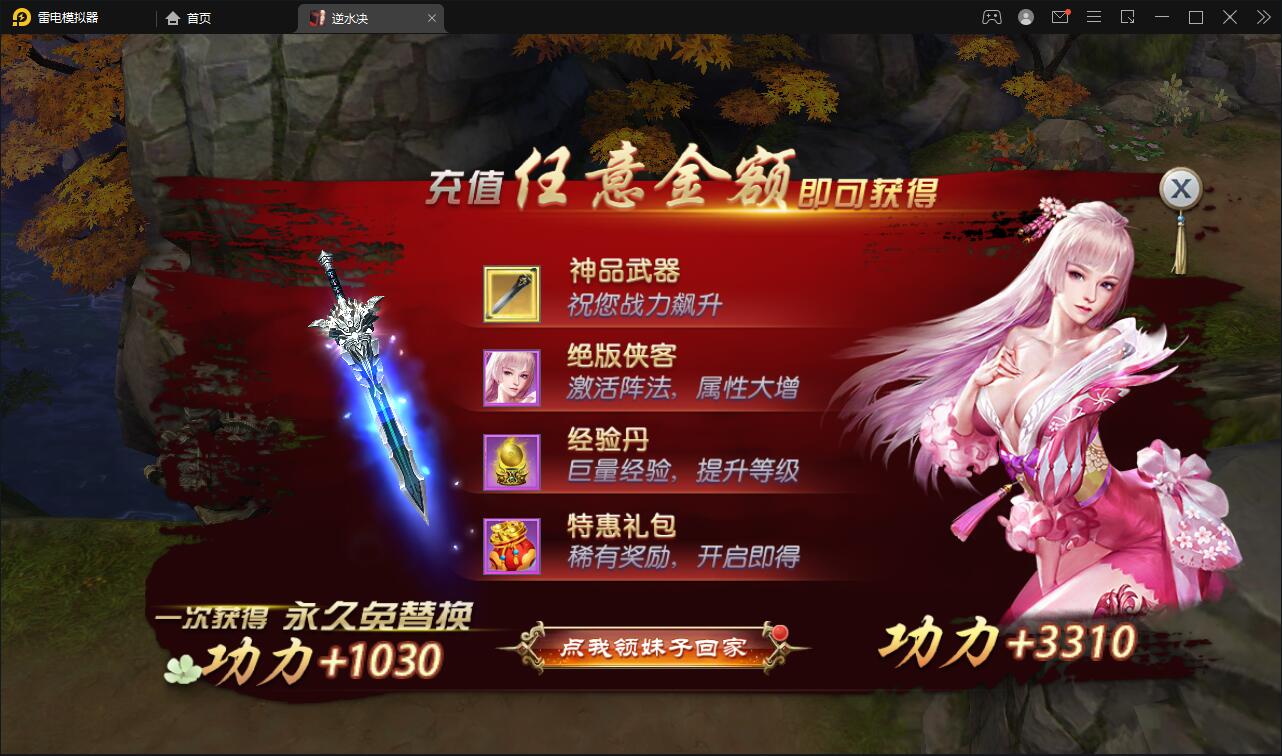 雷电模拟器
首页
逆水决
充值任意金额即可获得
X
神品武器
祝您战力飙升
绝版侠客
激活阵法，属性大增
经验丹
巨量经验，提升等级
特惠礼包
稀有奖励，开启即得
一次获得 永久免替换
功力+1030
点我领妹子回家
功力+3310